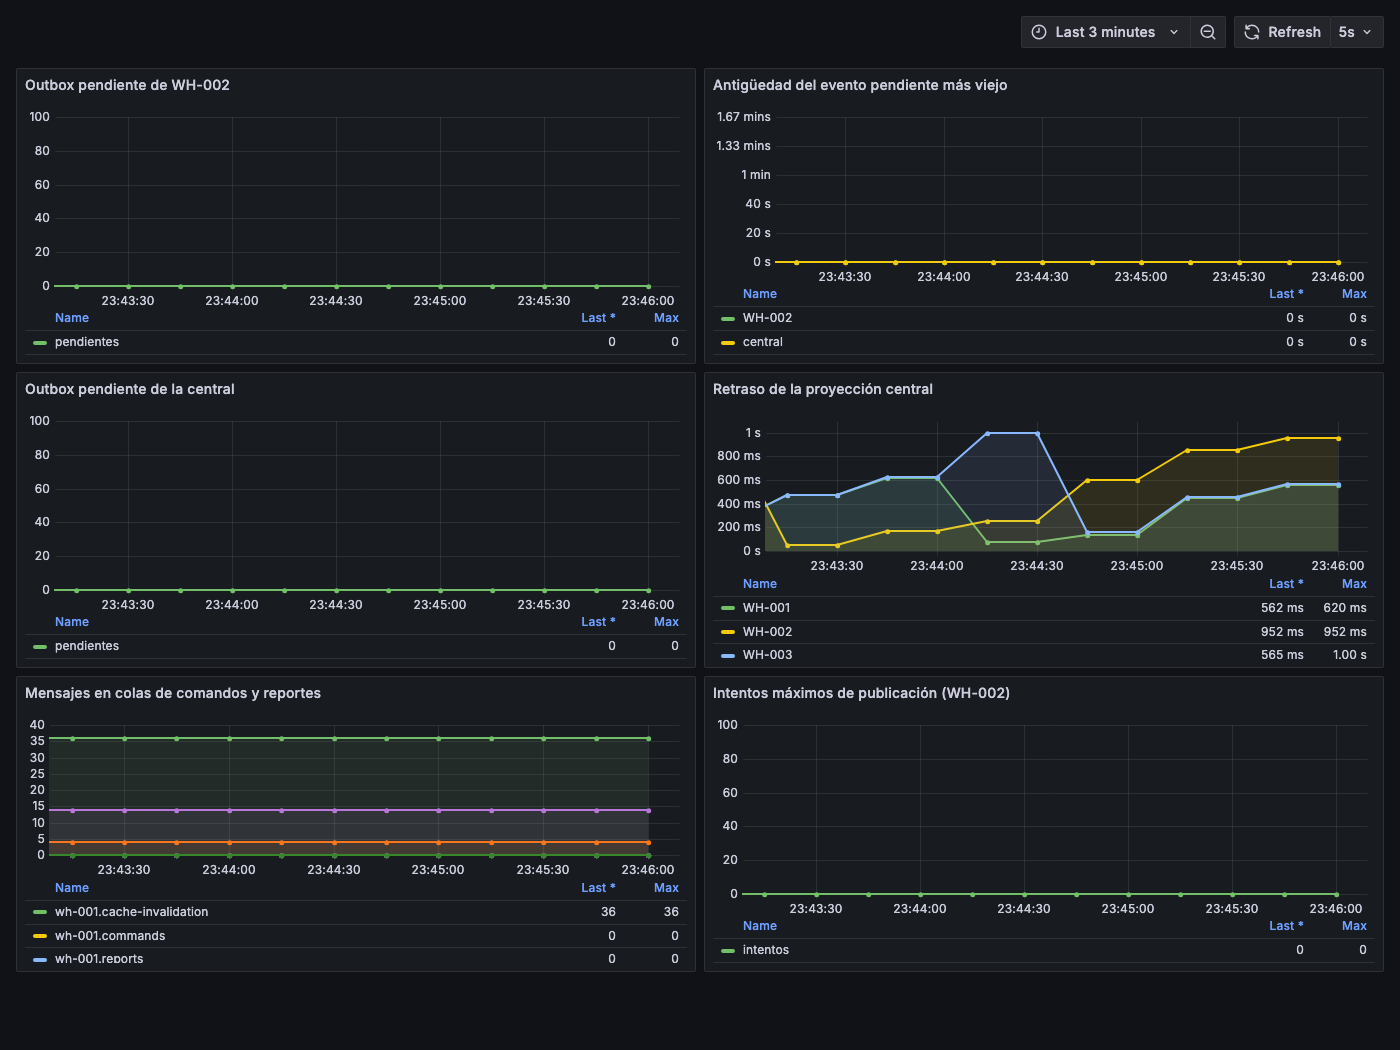 Last 3 minutes
Refresh
5s
Outbox pendiente de WH-002
100
80
60
40
20
0
23:43:30 23:44:00 23:44:30 23:45:00 23:45:30 23:46:00
Name Last * Max
pendientes 0 0
Antigüedad del evento pendiente más viejo
1.67 mins
1.33 mins
1 min
40 s
20 s
0 s
23:43:30 23:44:00 23:44:30 23:45:00 23:45:30 23:46:00
Name Last * Max
WH-002 0 s 0 s
central 0 s 0 s
Outbox pendiente de la central
100
80
60
40
20
0
23:43:30 23:44:00 23:44:30 23:45:00 23:45:30 23:46:00
Name Last * Max
pendientes 0 0
Retraso de la proyección central
1 s
800 ms
600 ms
400 ms
200 ms
0 s
23:43:30 23:44:00 23:44:30 23:45:00 23:45:30 23:46:00
Name Last * Max
WH-001 562 ms 620 ms
WH-002 952 ms 952 ms
WH-003 565 ms 1.00 s
Mensajes en colas de comandos y reportes
40
35
30
25
20
15
10
5
0
23:43:30 23:44:00 23:44:30 23:45:00 23:45:30 23:46:00
Name Last * Max
wh-001.cache-invalidation 36 36
wh-001.commands 0 0
wh-001.reports 0 0
Intentos máximos de publicación (WH-002)
100
80
60
40
20
0
23:43:30 23:44:00 23:44:30 23:45:00 23:45:30 23:46:00
Name Last * Max
intentos 0 0